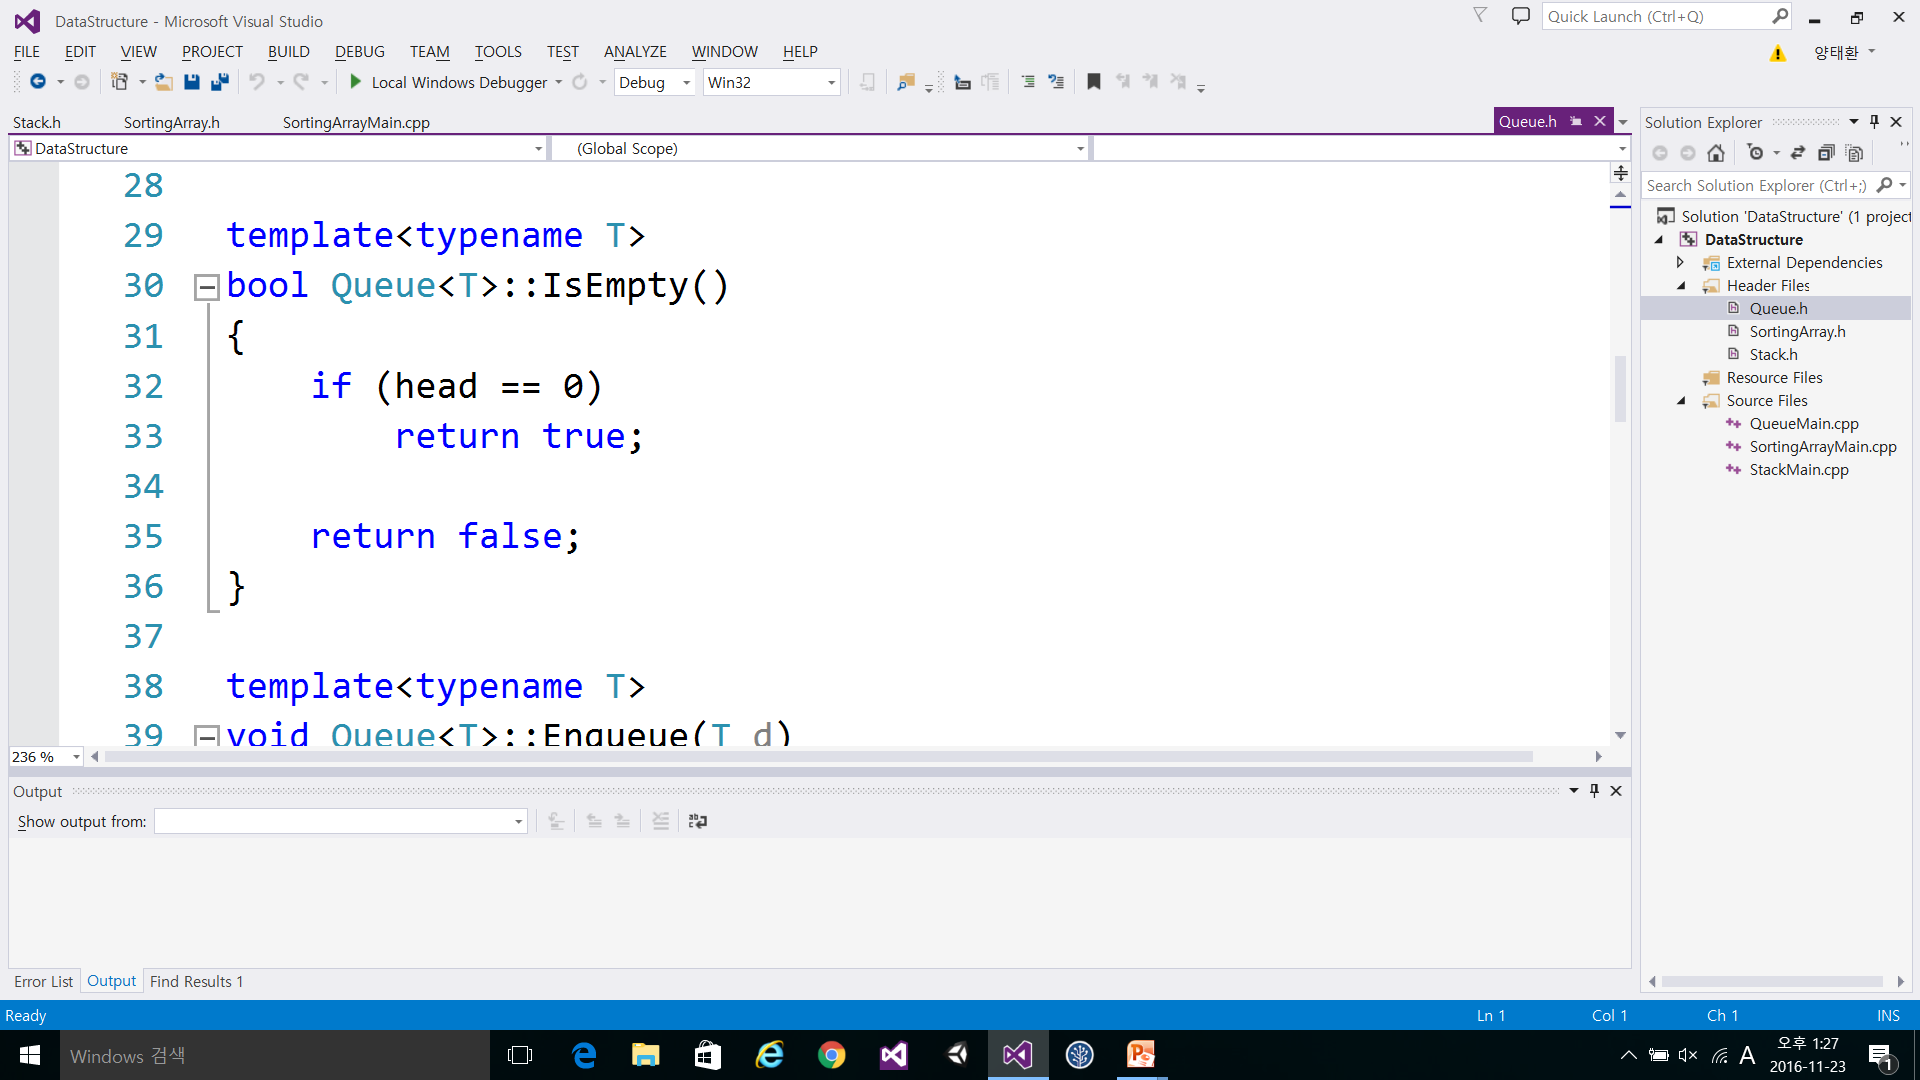 DataStructure - Microsoft Visual Studio
Quick Launch (Ctrl+Q)
FILE EDIT VIEW PROJECT BUILD DEBUG TEAM TOOLS TEST ANALYZE WINDOW HELP
양태환
Local Windows Debugger Debug Win32
Stack.h SortingArray.h SortingArrayMain.cpp Queue.h
DataStructure (Global Scope)
28
29 template<typename T>
30 bool Queue<T>::IsEmpty()
31 {
32 if (head == 0)
33 return true;
34
35 return false;
36 }
37
38 template<typename T>
39 void Queue<T>::Enqueue(T d)
236 %
Output
Show output from:
Error List Output Find Results 1
Solution Explorer
Search Solution Explorer (Ctrl+;)
Solution 'DataStructure' (1 project
DataStructure
External Dependencies
Header Files
Queue.h
SortingArray.h
Stack.h
Resource Files
Source Files
QueueMain.cpp
SortingArrayMain.cpp
StackMain.cpp
Ready Ln 1 Col 1 Ch 1 INS
Windows 검색
A
오후 1:27
2016-11-23
1